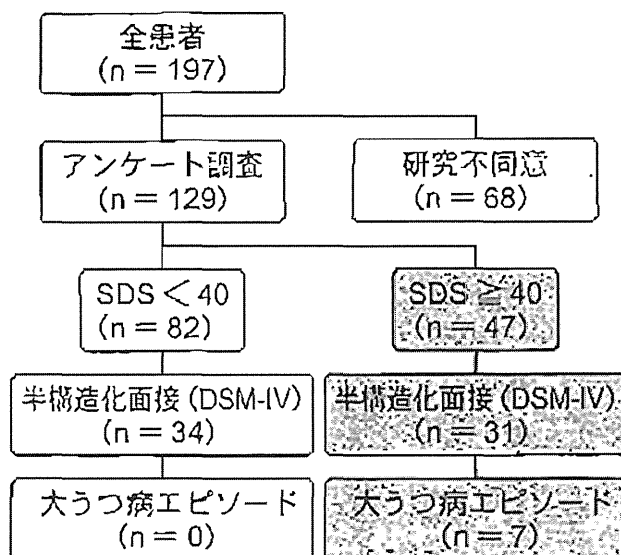 全患者
(n = 197)
アンケート調査
(n = 129)
研究不同意
(n = 68)
SDS < 40
(n = 82)
SDS ≧ 40
(n = 47)
半構造化面接 (DSM-IV)
(n = 34)
半構造化面接 (DSM-IV)
(n = 31)
大うつ病エピソード
(n = 0)
大うつ病エピソード
(n = 7)